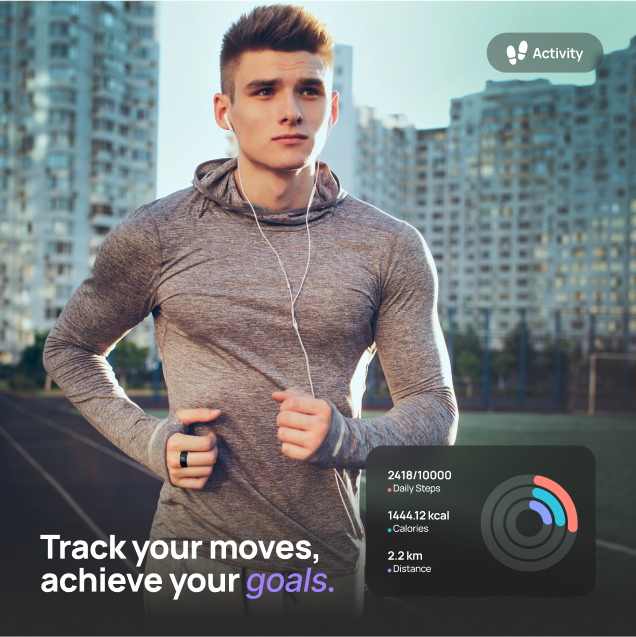 Activity
2418/10000
Daily Steps
1444.12 kcal
Calories
2.2 km
Distance
Track your moves,
achieve your goals.